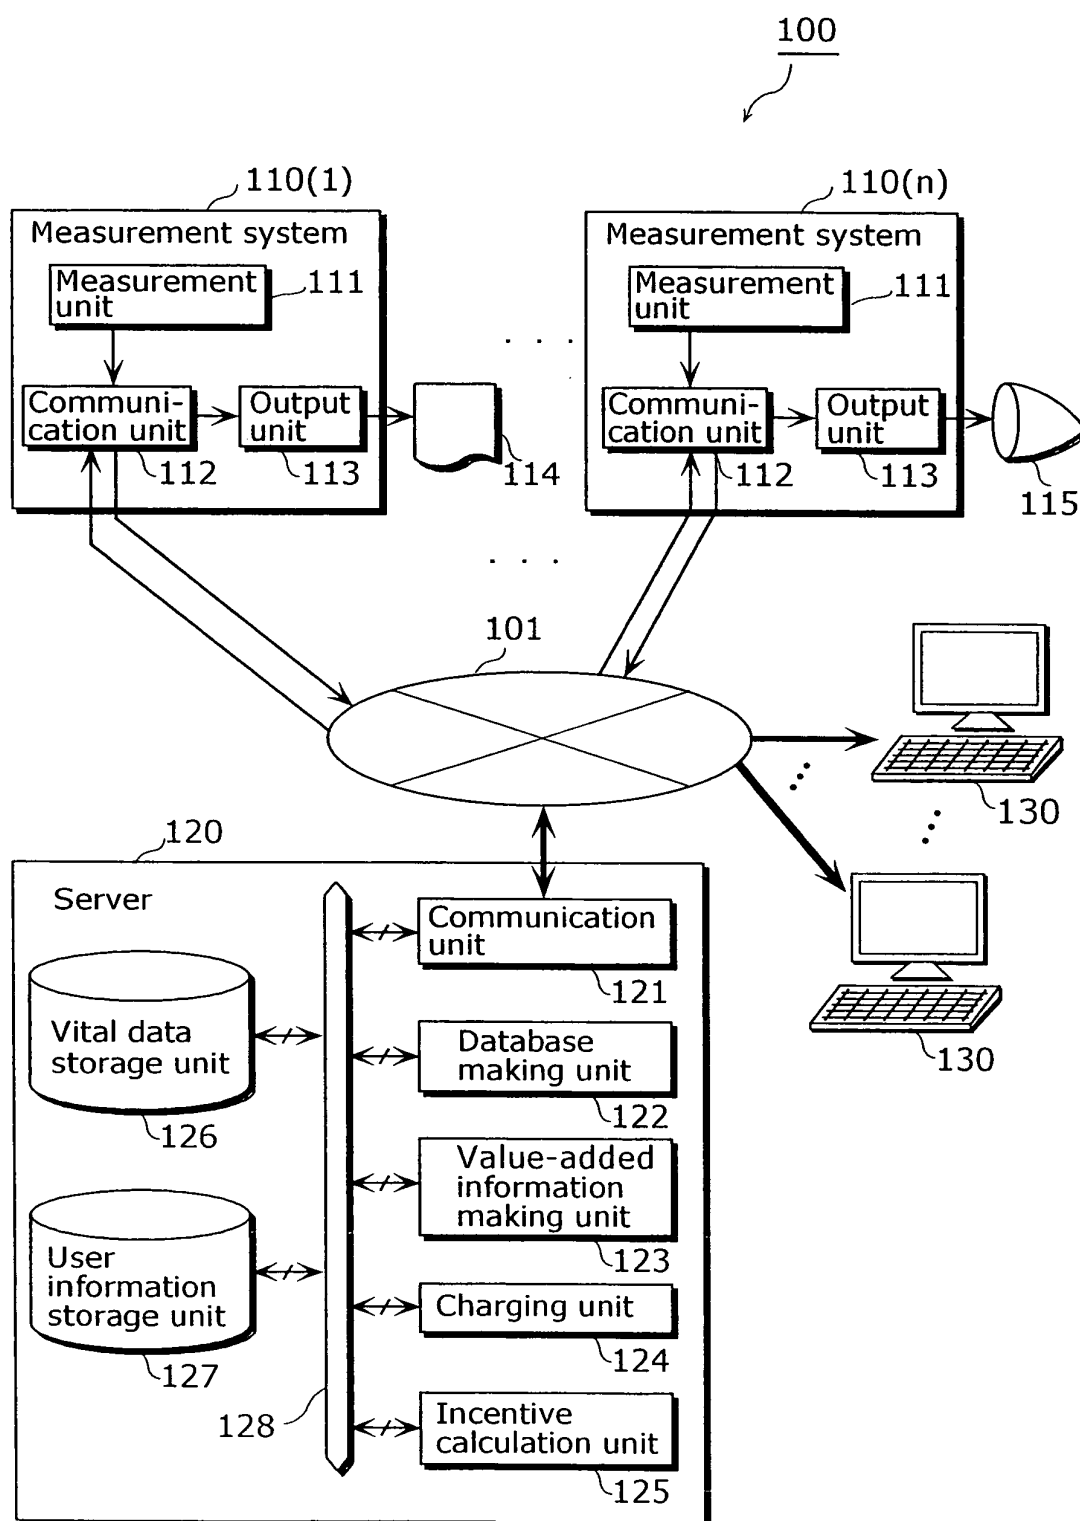 100
110(1)
110(n)
Measurement system
Measurement
unit
111
Communi-
cation unit
112
Output
unit
113
114
. . .
Measurement system
Measurement
unit
111
Communi-
cation unit
112
Output
unit
113
115
. . .
101
130
130
120
Server
Communication
unit
121
Vital data
storage unit
126
Database
making unit
122
Value-added
information
making unit
123
User
information
storage unit
127
Charging unit
124
128
Incentive
calculation unit
125